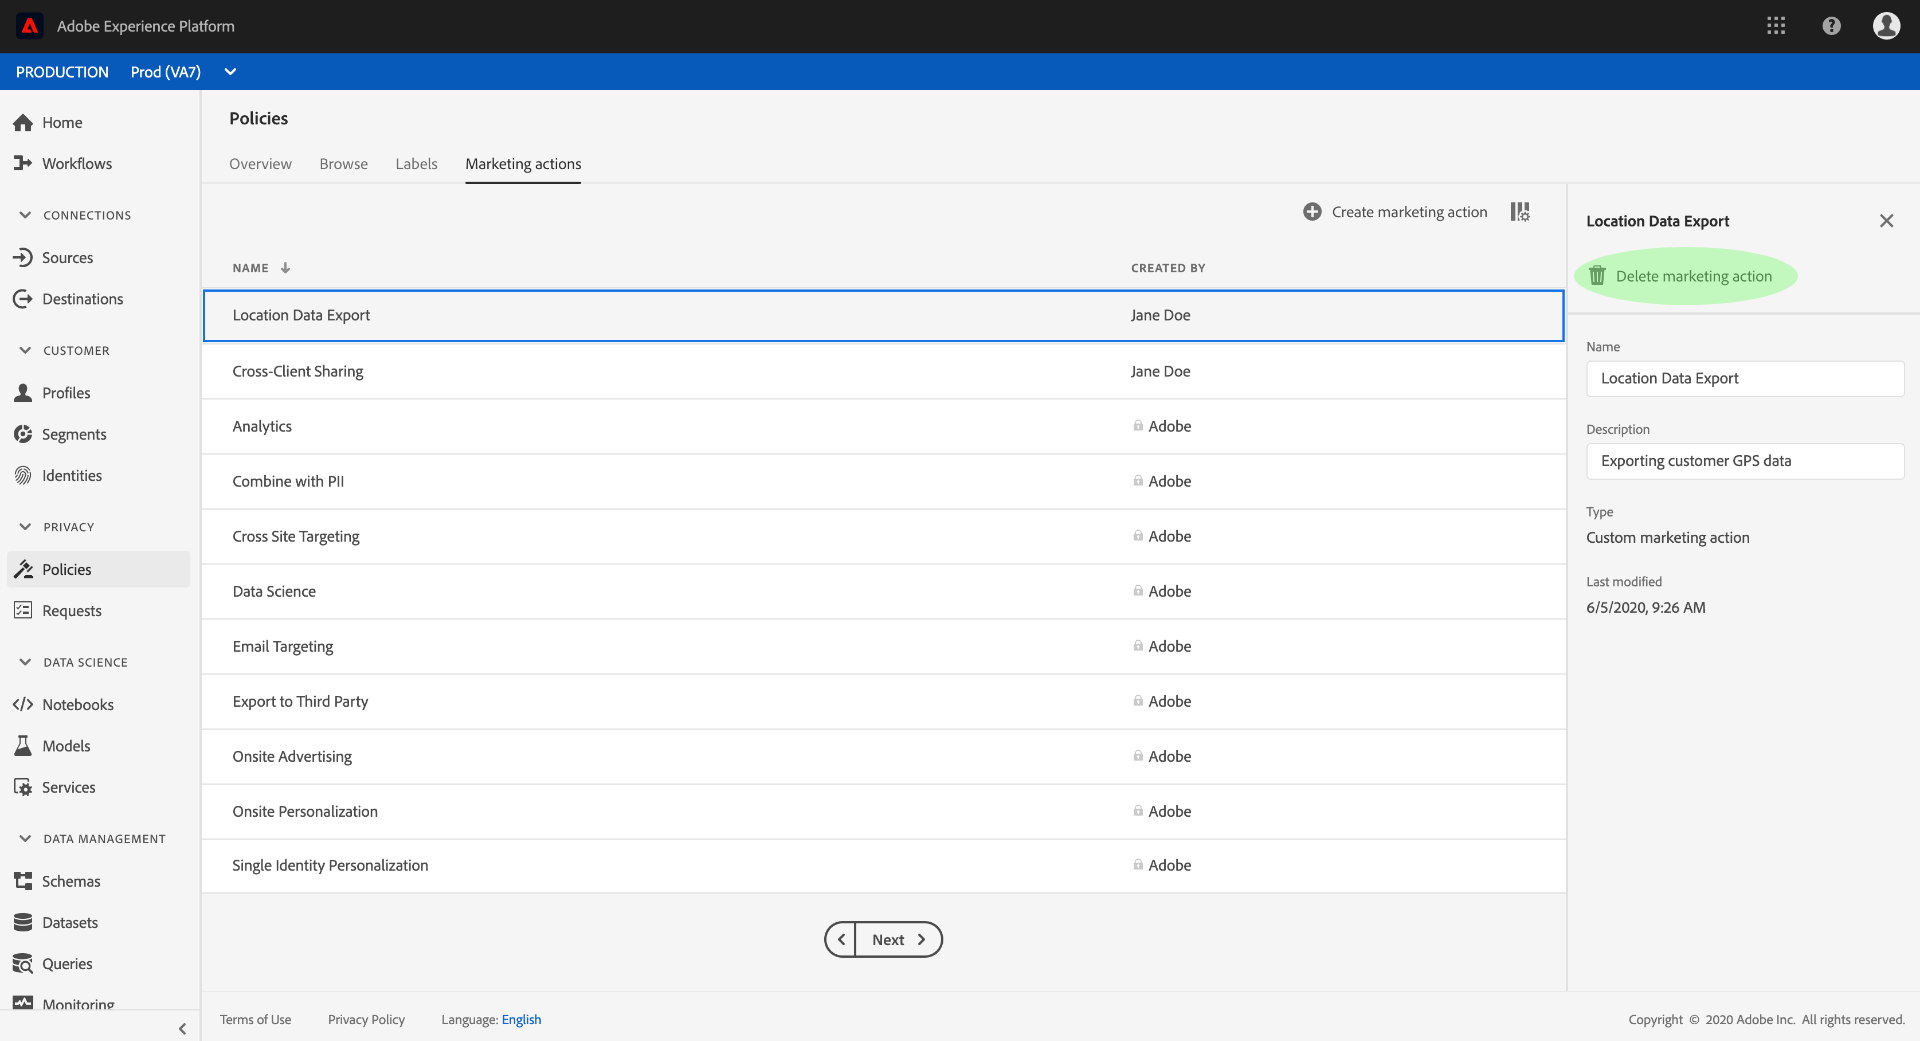 Adobe Experience Platform
PRODUCTION Prod (VA7)
Home
Workflows
CONNECTIONS
Sources
Destinations
CUSTOMER
Profiles
Segments
Identities
PRIVACY
Policies
Requests
DATA SCIENCE
Notebooks
Models
Services
DATA MANAGEMENT
Schemas
Datasets
Queries
Monitoring
Policies
Overview Browse Labels Marketing actions
Create marketing action
NAME CREATED BY
Location Data Export Jane Doe
Cross-Client Sharing Jane Doe
Analytics Adobe
Combine with PII Adobe
Cross Site Targeting Adobe
Data Science Adobe
Email Targeting Adobe
Export to Third Party Adobe
Onsite Advertising Adobe
Onsite Personalization Adobe
Single Identity Personalization Adobe
Next
Location Data Export
Delete marketing action
Name
Location Data Export
Description
Exporting customer GPS data
Type
Custom marketing action
Last modified
6/5/2020, 9:26 AM
Terms of Use Privacy Policy Language: English
Copyright © 2020 Adobe Inc. All rights reserved.